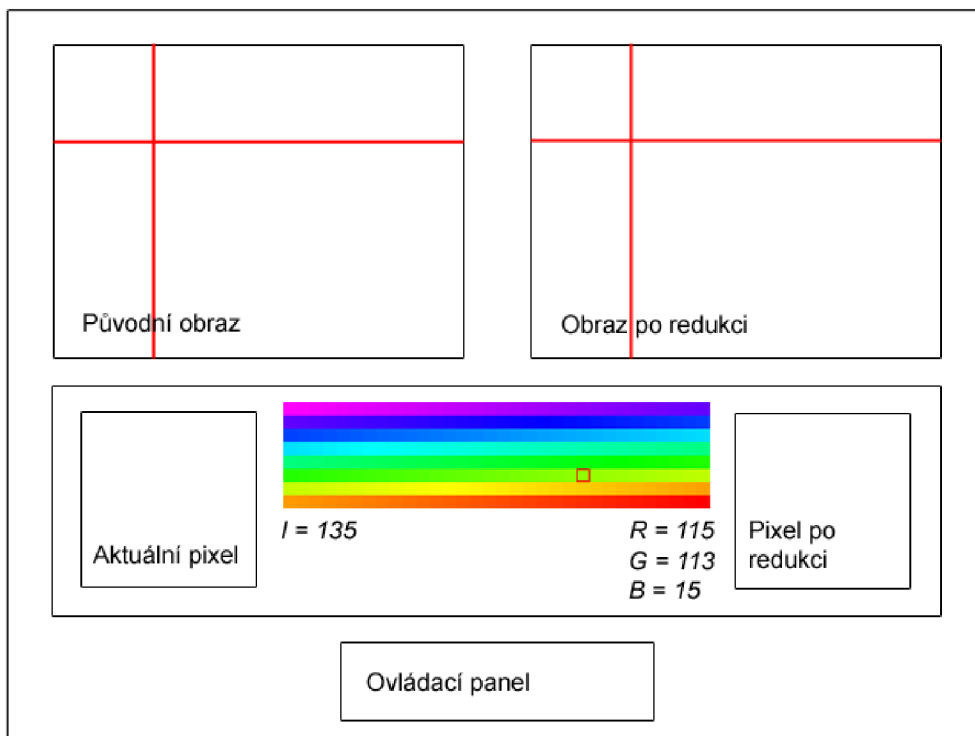 Původní obraz
Obraz po redukci
Aktuální pixel
I = 135
R = 115
G = 113
B = 15
Pixel po
redukci
Ovládací panel